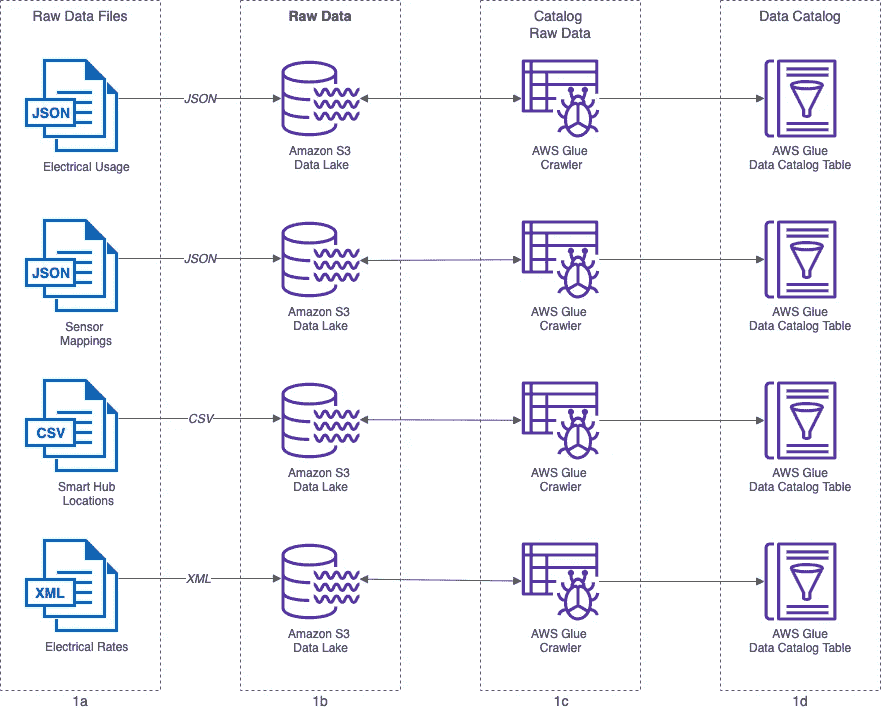 Raw Data Files
Raw Data
Catalog
Raw Data
Data Catalog
JSON
JSON
Electrical Usage
Amazon S3
Data Lake
AWS Glue
Crawler
AWS Glue
Data Catalog Table
JSON
JSON
Sensor
Mappings
Amazon S3
Data Lake
AWS Glue
Crawler
AWS Glue
Data Catalog Table
CSV
CSV
Smart Hub
Locations
Amazon S3
Data Lake
AWS Glue
Crawler
AWS Glue
Data Catalog Table
XML
XML
Electrical Rates
Amazon S3
Data Lake
AWS Glue
Crawler
AWS Glue
Data Catalog Table
1a
1b
1c
1d